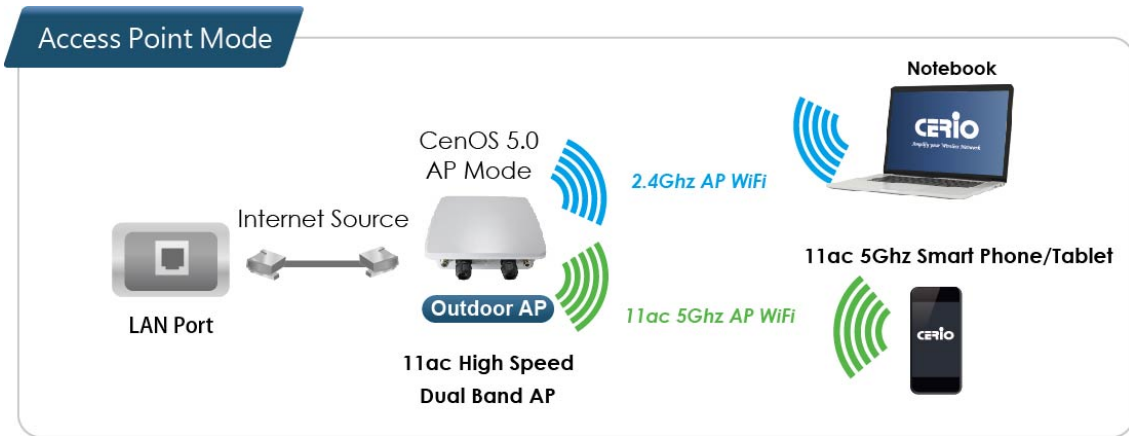 Access Point Mode
Notebook
CERIO
Amplify your Wireless Network
CenOS 5.0
AP Mode
2.4Ghz AP WiFi
Internet Source
11ac 5Ghz Smart Phone/Tablet
Outdoor AP
11ac 5Ghz AP WiFi
CERIO
LAN Port
11ac High Speed
Dual Band AP